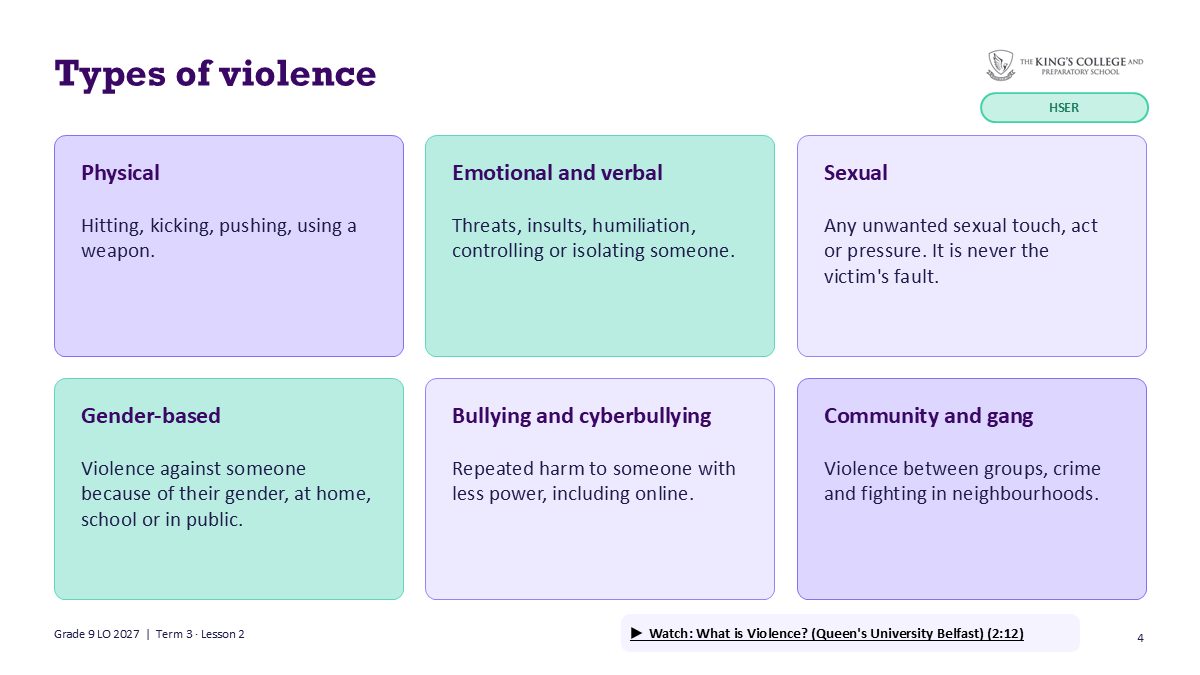 Types of violence
THE KING'S COLLEGE AND
PREPARATORY SCHOOL
HSER
Physical
Hitting, kicking, pushing, using a
weapon.
Emotional and verbal
Threats, insults, humiliation,
controlling or isolating someone.
Sexual
Any unwanted sexual touch, act
or pressure. It is never the
victim's fault.
Gender-based
Violence against someone
because of their gender, at home,
school or in public.
Bullying and cyberbullying
Repeated harm to someone with
less power, including online.
Community and gang
Violence between groups, crime
and fighting in neighbourhoods.
Grade 9 LO 2027 | Term 3 · Lesson 2
▶ Watch: What is Violence? (Queen's University Belfast) (2:12)
4